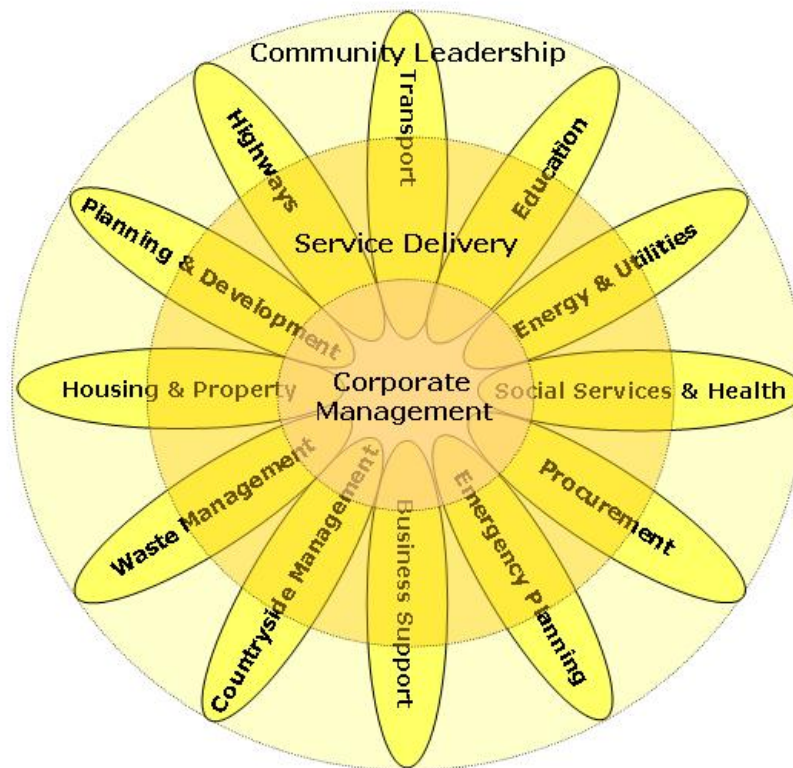 Community Leadership
Transport
Highways
Education
Planning & Development
Service Delivery
Energy & Utilities
Housing & Property
Corporate
Management
Social Services & Health
Waste Management
Procurement
Countryside Management
Business Support
Emergency Planning